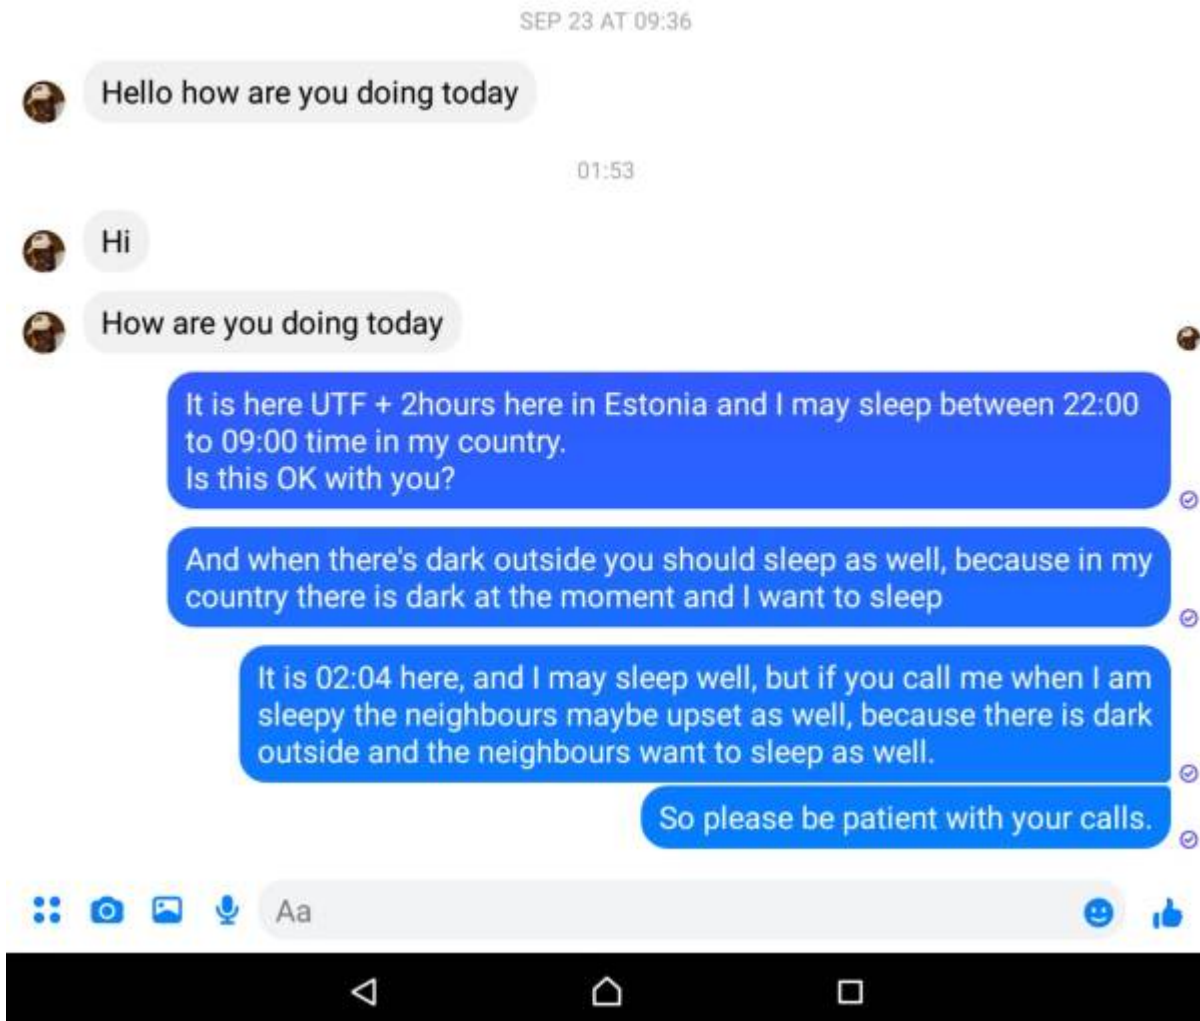 SEP 23 AT 09:36
Hello how are you doing today
01:53
Hi
How are you doing today
It is here UTF + 2hours here in Estonia and I may sleep between 22:00
to 09:00 time in my country.
Is this OK with you?
And when there's dark outside you should sleep as well, because in my
country there is dark at the moment and I want to sleep
It is 02:04 here, and I may sleep well, but if you call me when I am
sleepy the neighbours maybe upset as well, because there is dark
outside and the neighbours want to sleep as well.
So please be patient with your calls.
Aa